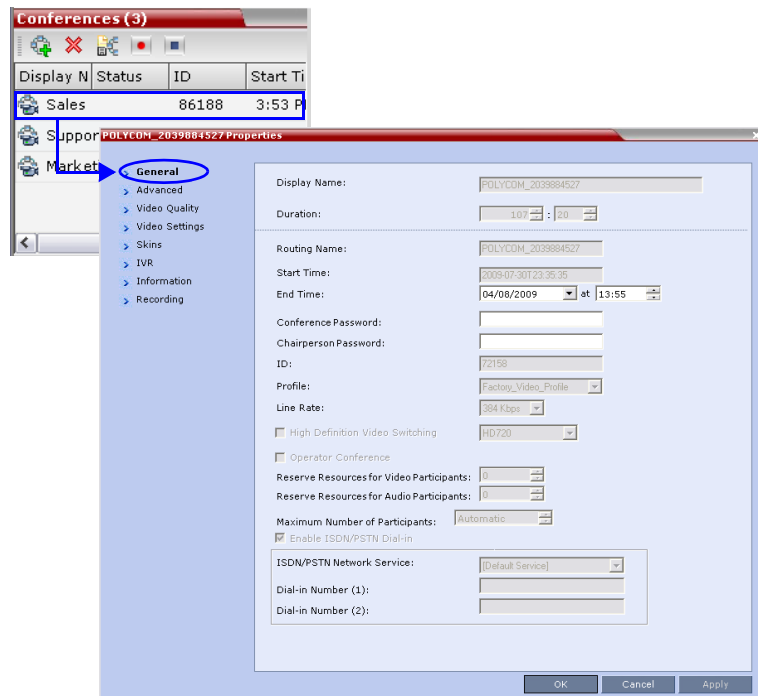 Conferences (3)
Display N Status ID Start Ti
Sales 86188 3:53 P
Suppor
Market
POLYCOM_2039884527 Properties
General
Advanced
Video Quality
Video Settings
Skins
IVR
Information
Recording
Display Name: POLYCOM_2039884527
Duration: 107 : 20
Routing Name: POLYCOM_2039884527
Start Time: 2009-07-30T23:35:35
End Time: 04/08/2009 at 13:55
Conference Password:
Chairperson Password:
ID: 72158
Profile: Factory_Video_Profile
Line Rate: 384 Kbps
High Definition Video Switching HD720
Operator Conference
Reserve Resources for Video Participants: 0
Reserve Resources for Audio Participants: 0
Maximum Number of Participants: Automatic
Enable ISDN/PSTN Dial-in
ISDN/PSTN Network Service: [Default Service]
Dial-in Number (1):
Dial-in Number (2):
OK Cancel Apply